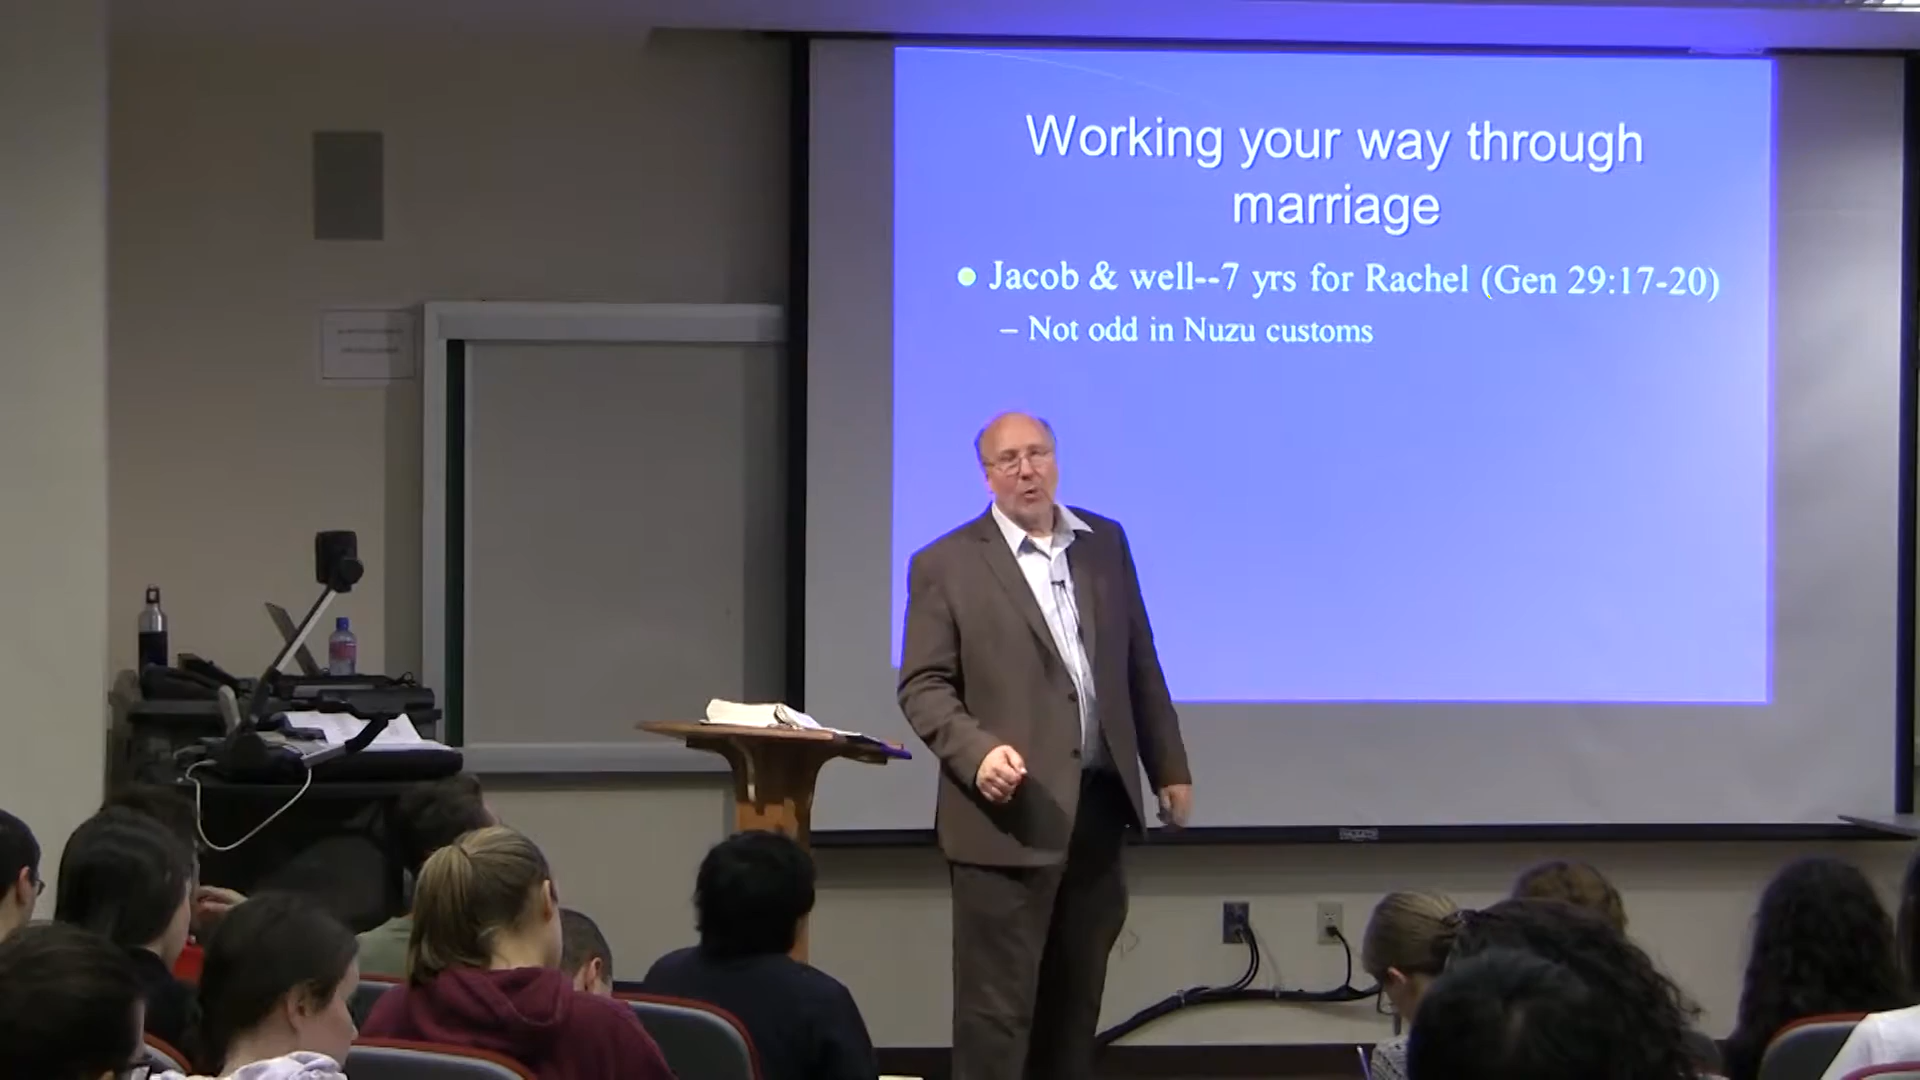 Working your way through
marriage
● Jacob & well--7 yrs for Rachel (Gen 29:17-20)
– Not odd in Nuzu customs